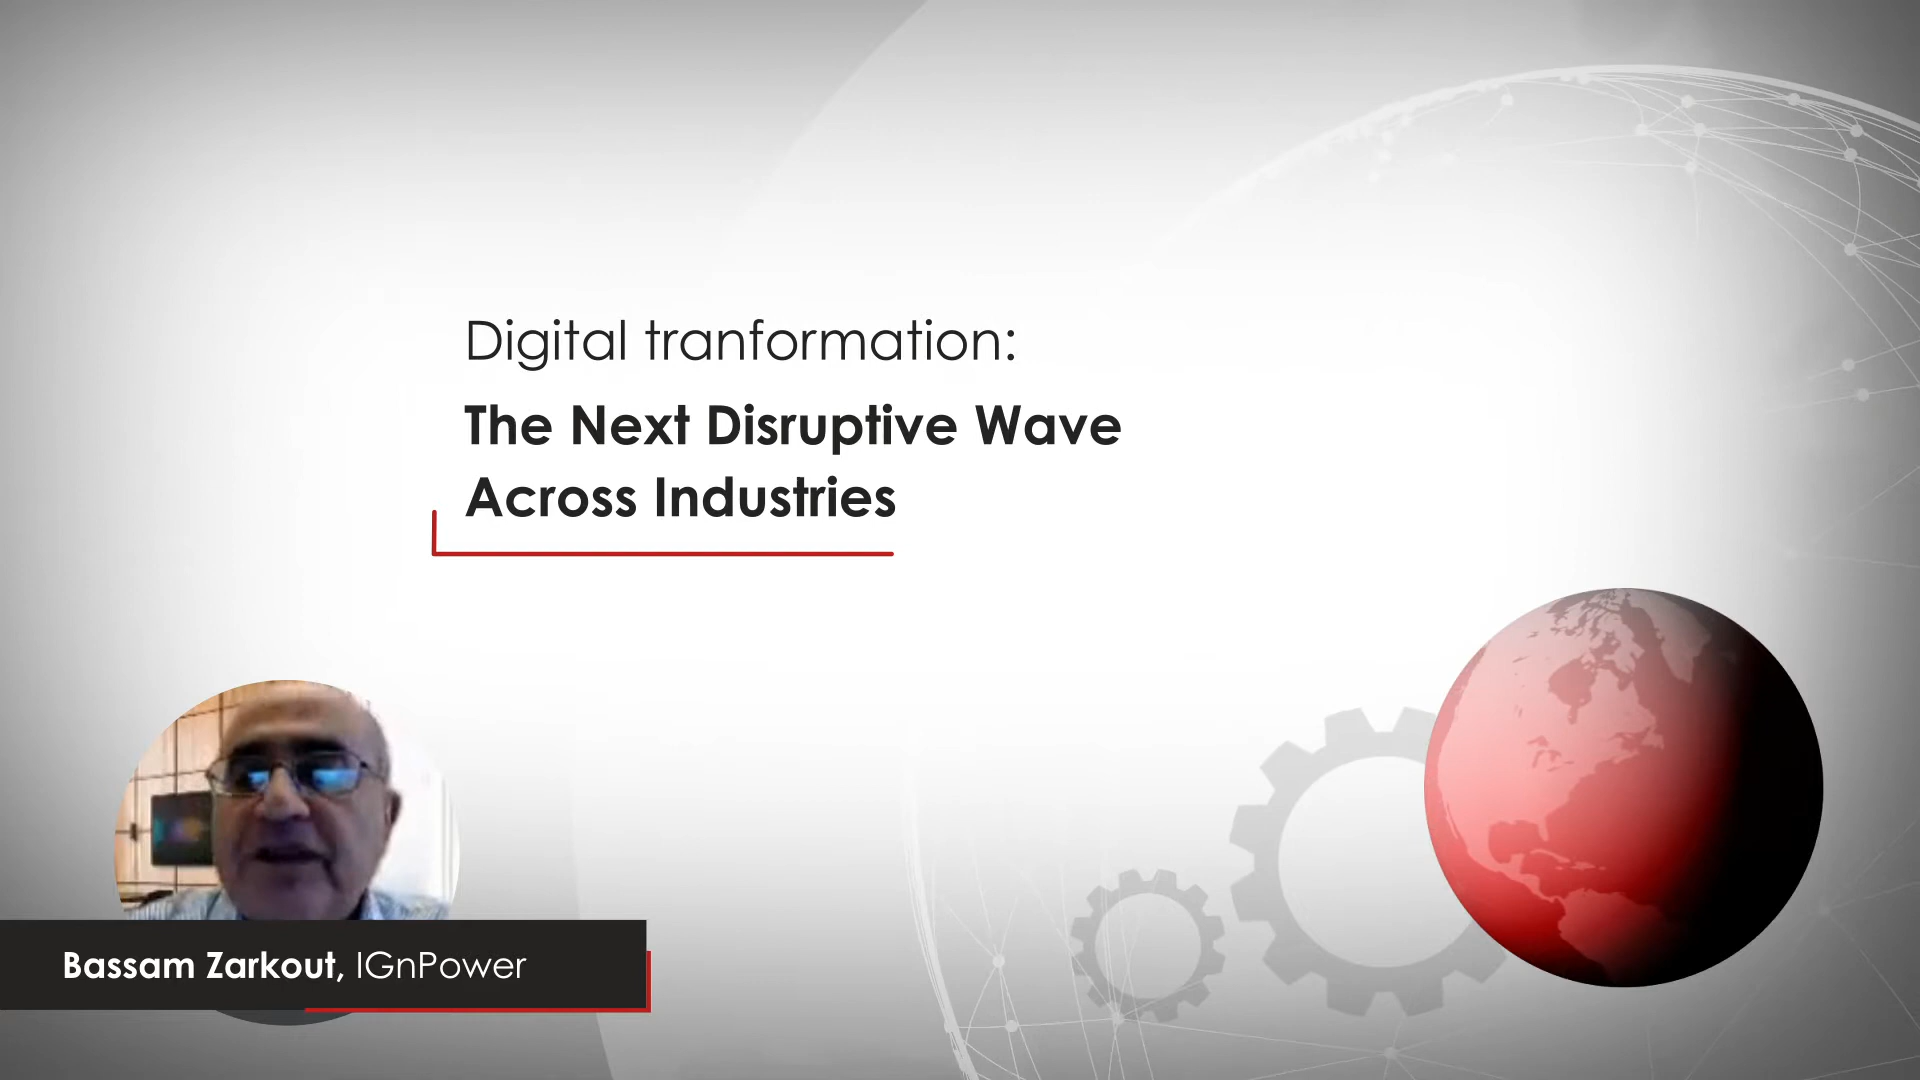 Digital tranformation:
The Next Disruptive Wave
Across Industries
Bassam Zarkout, IGnPower